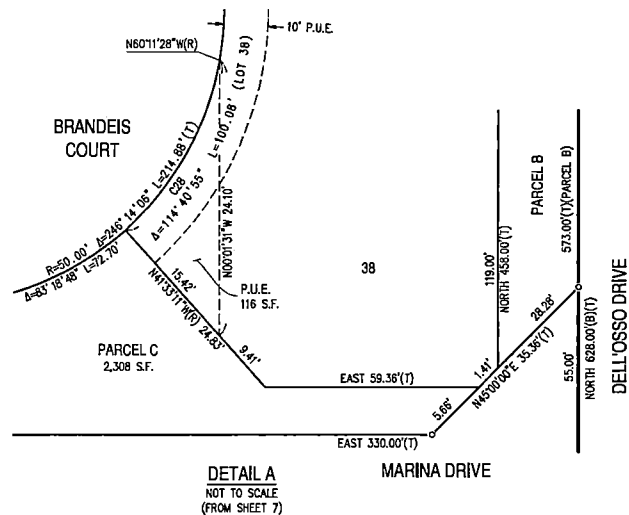 10' P.U.E.
N60°11'28"W(R)
(LOT 38)
L=100.08'
Δ=114°40'55"
C28
BRANDEIS
COURT
R=50.00' Δ=246°14'06" L=214.88'(T)
Δ=83°18'48" L=72.70'
N00°01'31"W 24.10'
15.42'
N41°33'11"W(R)
24.83'
9.41'
P.U.E.
116 S.F.
38
PARCEL C
2,308 S.F.
119.00'
NORTH 458.00'(T)
PARCEL B
573.00'(T)(PARCEL B)
28.28'
N45°00'00"E 35.36'(T)
1.41'
5.66'
55.00'
NORTH 628.00'(B)(T)
DELL'OSSO DRIVE
EAST 59.36'(T)
EAST 330.00'(T)
MARINA DRIVE
DETAIL A
NOT TO SCALE
(FROM SHEET 7)